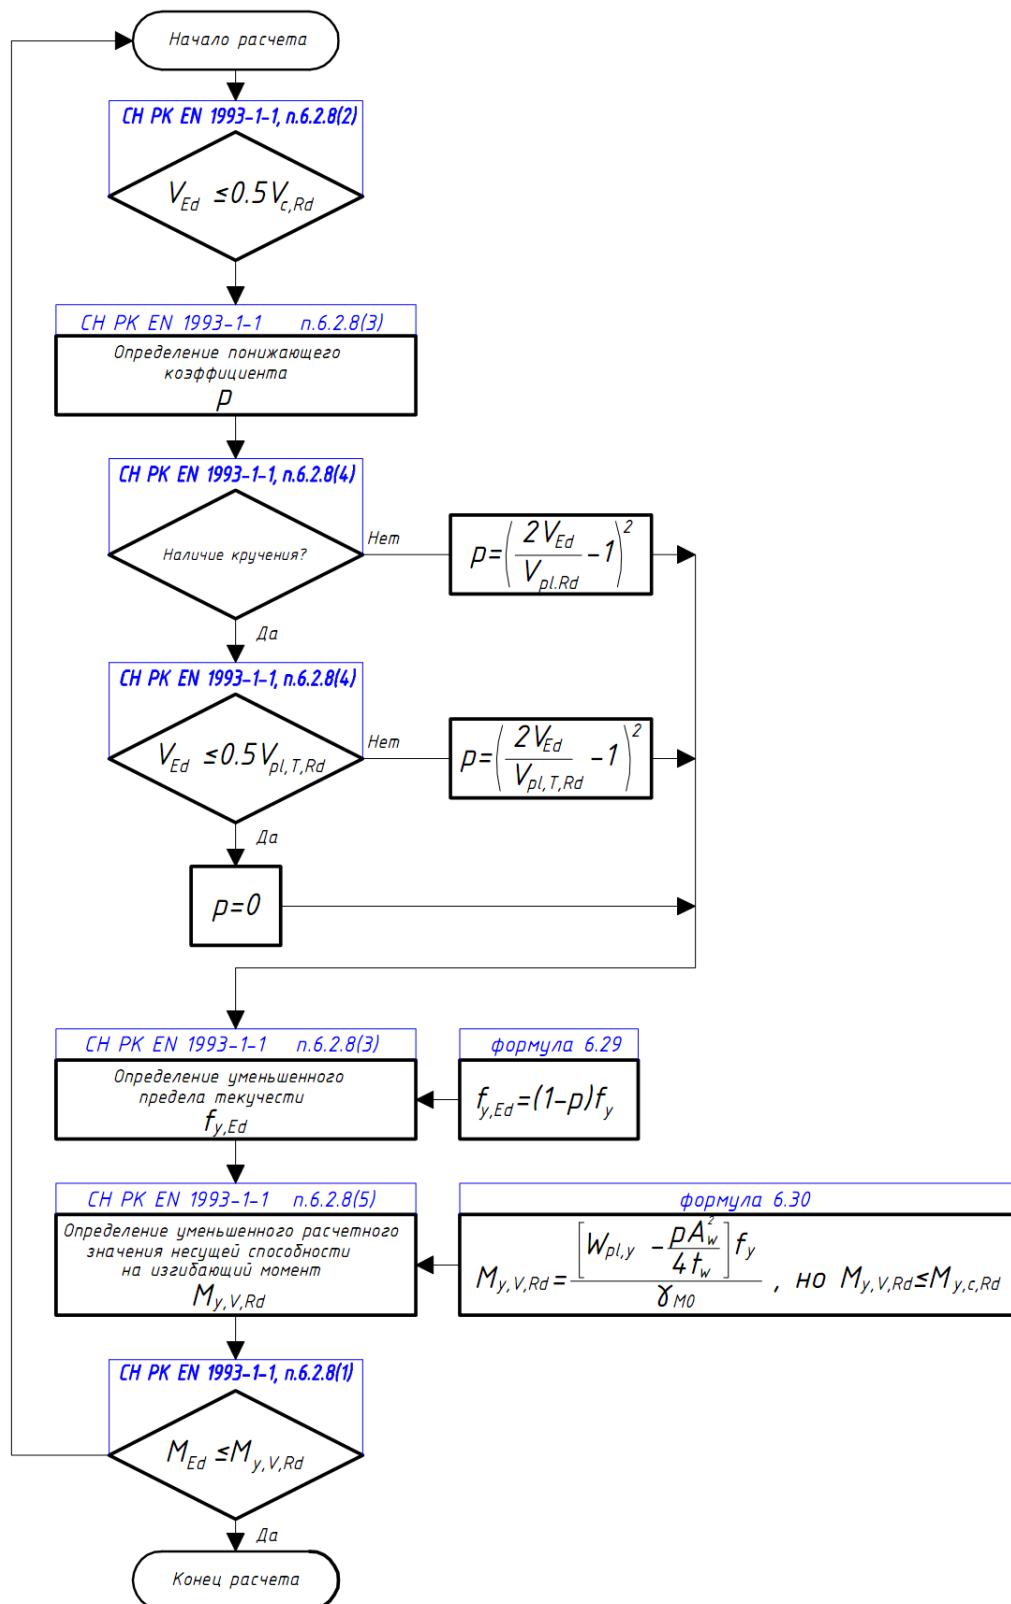 Начало расчета
СН РК EN 1993-1-1, п.6.2.8(2)
V_Ed ≤0.5V_c,Rd
СН РК EN 1993-1-1 п.6.2.8(3)
Определение понижающего
коэффициента
p
СН РК EN 1993-1-1, п.6.2.8(4)
Наличие кручения?
Нет
p=(2V_Ed/V_pl.Rd -1)^2
Да
СН РК EN 1993-1-1, п.6.2.8(4)
V_Ed ≤0.5V_pl,T,Rd
Нет
p=(2V_Ed/V_pl,T,Rd -1)^2
Да
p=0
СН РК EN 1993-1-1 п.6.2.8(3)
Определение уменьшенного
предела текучести
f_y,Ed
формула 6.29
f_y,Ed=(1-p)f_y
СН РК EN 1993-1-1 п.6.2.8(5)
Определение уменьшенного расчетного
значения несущей способности
на изгибающий момент
M_y,V,Rd
формула 6.30
M_y,V,Rd=[W_pl,y - pA_w^2/4t_w]f_y/γ_M0 , но M_y,V,Rd≤M_y,c,Rd
СН РК EN 1993-1-1, п.6.2.8(1)
M_Ed ≤M_y,V,Rd
Да
Конец расчета